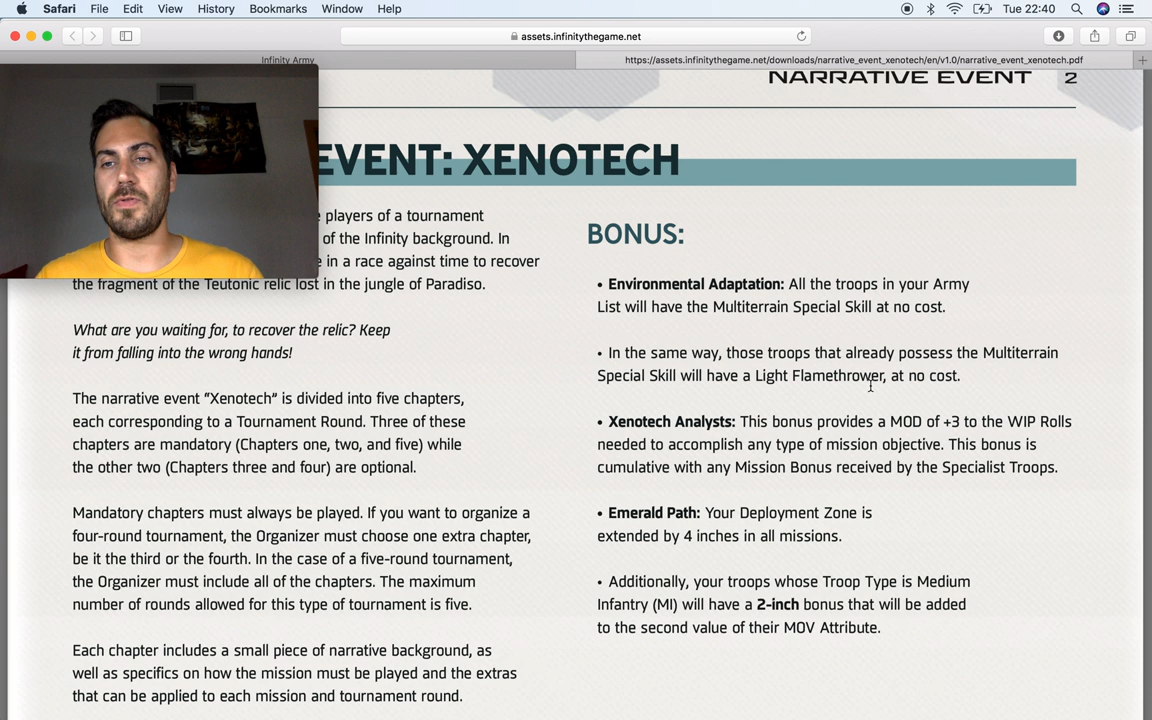 Safari File Edit View History Bookmarks Window Help Tue 22:40
assets.infinitythegame.net
Infinity Army https://assets.infinitythegame.net/downloads/narrative_event_xenotech/en/v1.0/narrative_event_xenotech.pdf
NARRATIVE EVENT 2
EVENT: XENOTECH
players of a tournament
of the Infinity background. In
in a race against time to recover
the fragment of the Teutonic relic lost in the jungle of Paradiso.
What are you waiting for, to recover the relic? Keep
it from falling into the wrong hands!
The narrative event "Xenotech" is divided into five chapters,
each corresponding to a Tournament Round. Three of these
chapters are mandatory (Chapters one, two, and five) while
the other two (Chapters three and four) are optional.
Mandatory chapters must always be played. If you want to organize a
four-round tournament, the Organizer must choose one extra chapter,
be it the third or the fourth. In the case of a five-round tournament,
the Organizer must include all of the chapters. The maximum
number of rounds allowed for this type of tournament is five.
Each chapter includes a small piece of narrative background, as
well as specifics on how the mission must be played and the extras
that can be applied to each mission and tournament round.
BONUS:
• Environmental Adaptation: All the troops in your Army
List will have the Multiterrain Special Skill at no cost.
• In the same way, those troops that already possess the Multiterrain
Special Skill will have a Light Flamethrower, at no cost.
• Xenotech Analysts: This bonus provides a MOD of +3 to the WIP Rolls
needed to accomplish any type of mission objective. This bonus is
cumulative with any Mission Bonus received by the Specialist Troops.
• Emerald Path: Your Deployment Zone is
extended by 4 inches in all missions.
• Additionally, your troops whose Troop Type is Medium
Infantry (MI) will have a 2-inch bonus that will be added
to the second value of their MOV Attribute.